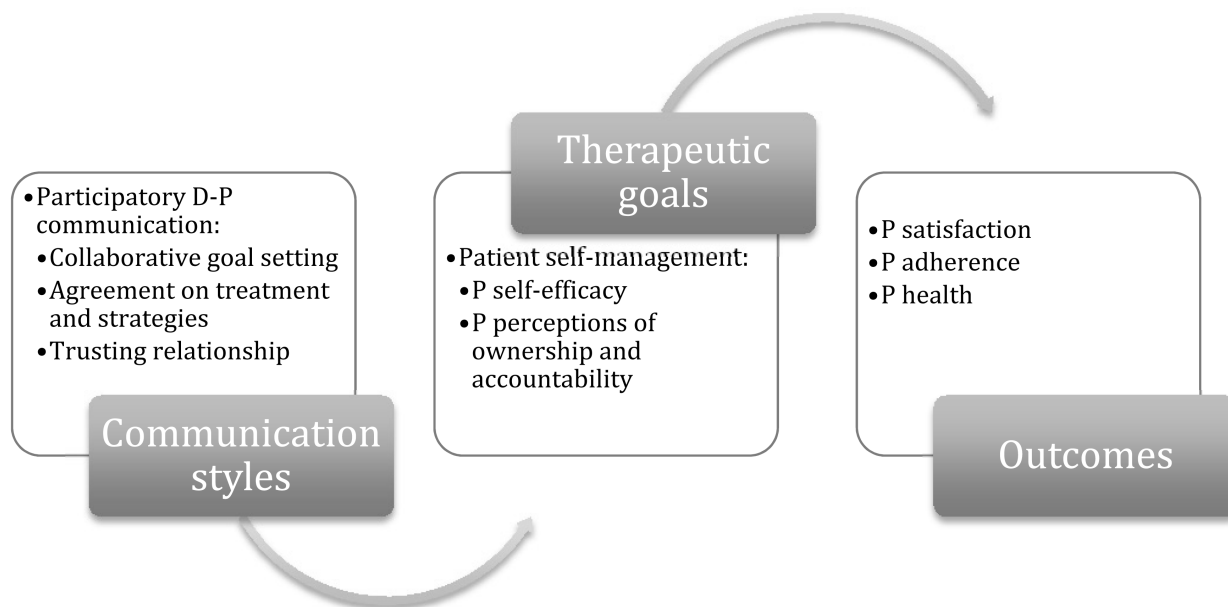 •Participatory D-P
communication:
•Collaborative goal setting
•Agreement on treatment
and strategies
•Trusting relationship
Communication
styles
Therapeutic
goals
•Patient self-management:
•P self-efficacy
•P perceptions of
ownership and
accountability
•P satisfaction
•P adherence
•P health
Outcomes